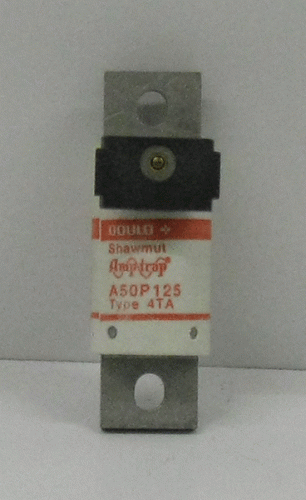 GOULD
Shawmut
Amp-trap®
A50P125
Type 4TA